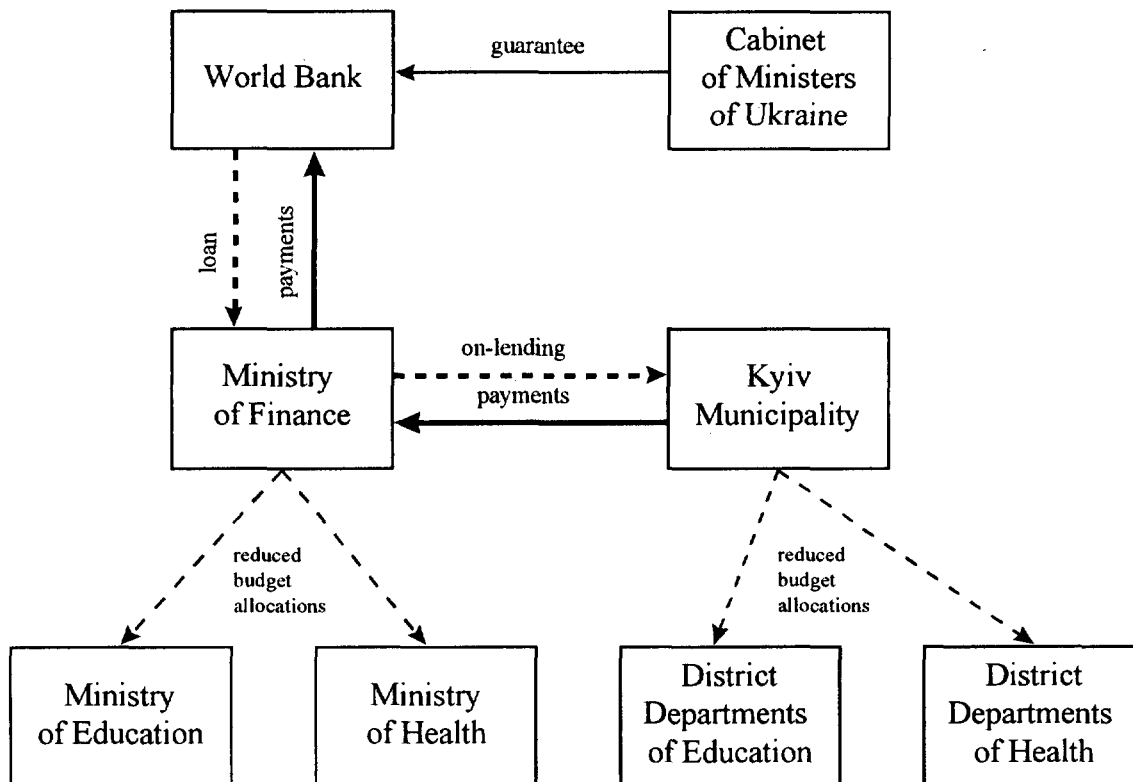 guarantee
World Bank
Cabinet
of Ministers
of Ukraine
loan
payments
Ministry
of Finance
on-lending
payments
Kyiv
Municipality
reduced
budget
allocations
reduced
budget
allocations
Ministry
of Education
Ministry
of Health
District
Departments
of Education
District
Departments
of Health